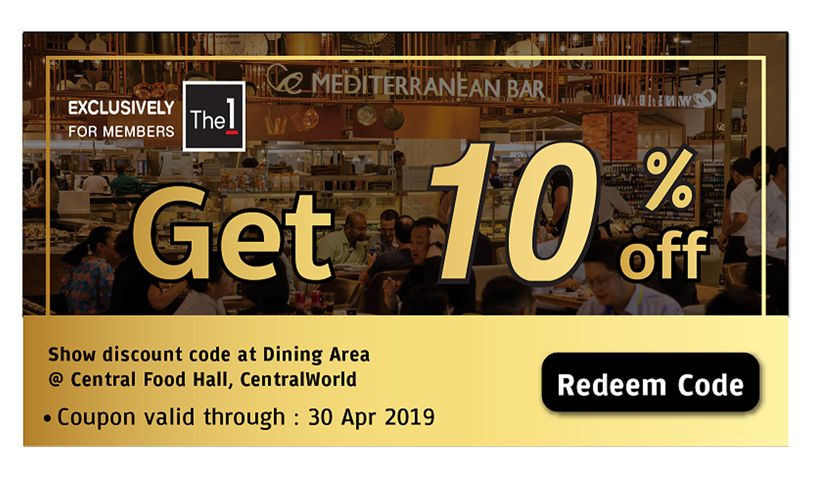 MEDITERRANEAN BAR
EXCLUSIVELY
FOR MEMBERS
The1
Get 10%
off
Show discount code at Dining Area
@ Central Food Hall, CentralWorld
• Coupon valid through : 30 Apr 2019
Redeem Code